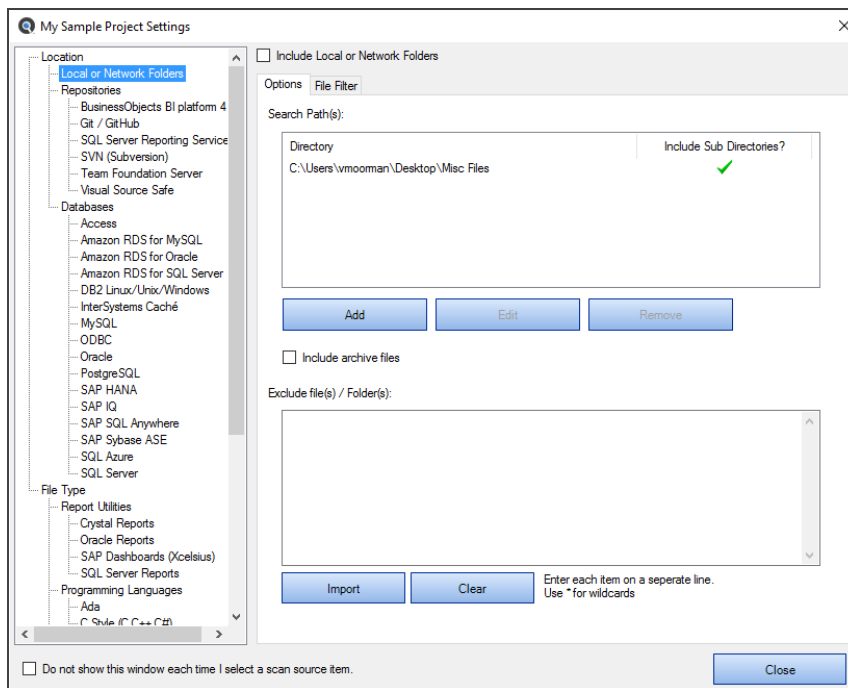 My Sample Project Settings
Location
Local or Network Folders
Repositories
BusinessObjects BI platform 4
Git / GitHub
SQL Server Reporting Service
SVN (Subversion)
Team Foundation Server
Visual Source Safe
Databases
Access
Amazon RDS for MySQL
Amazon RDS for Oracle
Amazon RDS for SQL Server
DB2 Linux/Unix/Windows
InterSystems Caché
MySQL
ODBC
Oracle
PostgreSQL
SAP HANA
SAP IQ
SAP SQL Anywhere
SAP Sybase ASE
SQL Azure
SQL Server
File Type
Report Utilities
Crystal Reports
Oracle Reports
SAP Dashboards (Xcelsius)
SQL Server Reports
Programming Languages
Ada
C Style (C C++ C#)
Include Local or Network Folders
Options File Filter
Search Path(s):
Directory Include Sub Directories?
C:\Users\vmoorman\Desktop\Misc Files
Add Edit Remove
Include archive files
Exclude file(s) / Folder(s):
Import Clear
Enter each item on a seperate line.
Use * for wildcards
Do not show this window each time I select a scan source item.
Close